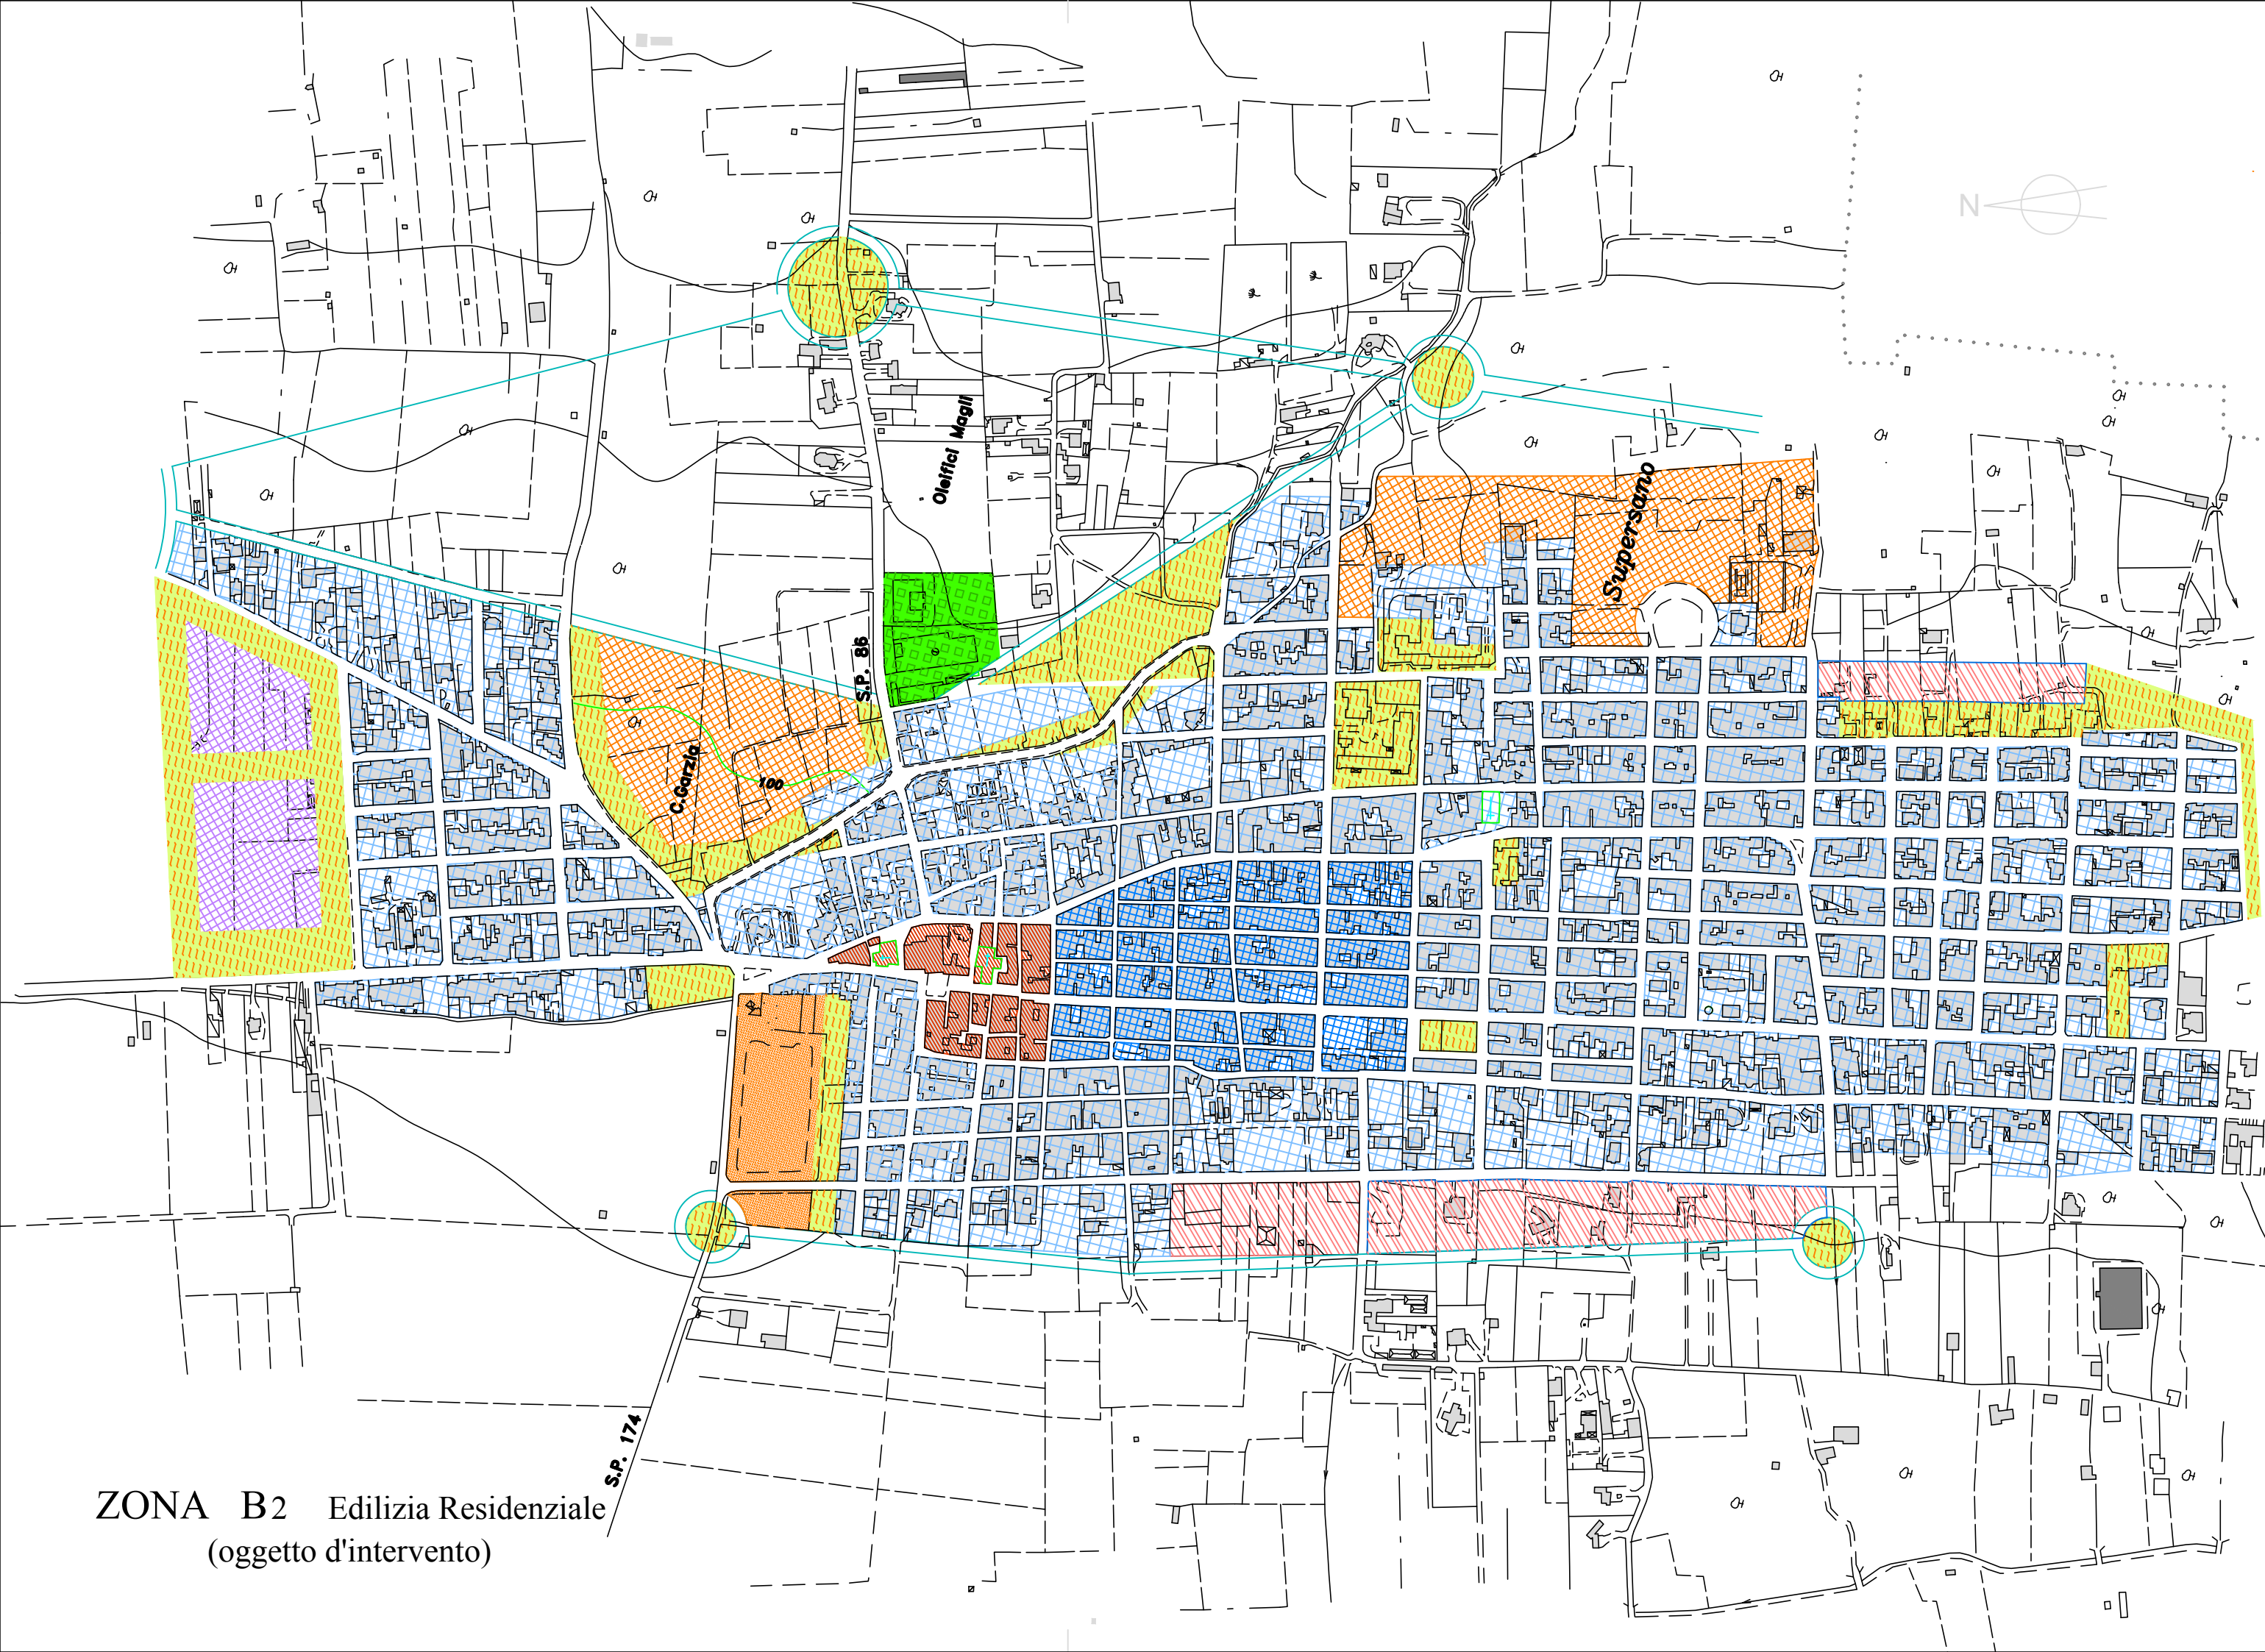 N
Oleifici Magli
Supersano
S.P. 86
C.Garzia
100
S.P. 174
ZONA B2 Edilizia Residenziale
(oggetto d'intervento)